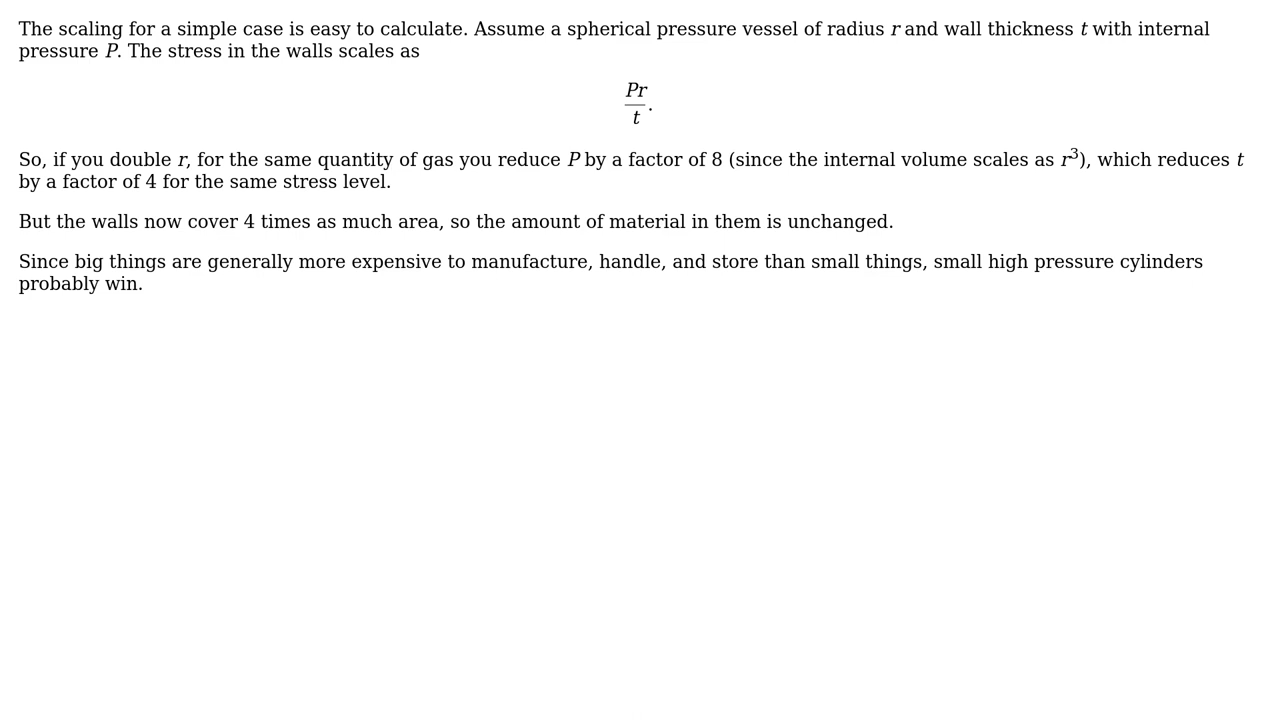 The scaling for a simple case is easy to calculate. Assume a spherical pressure vessel of radius r and wall thickness t with internal
pressure P. The stress in the walls scales as
Pr
t.
So, if you double r, for the same quantity of gas you reduce P by a factor of 8 (since the internal volume scales as r³), which reduces t
by a factor of 4 for the same stress level.
But the walls now cover 4 times as much area, so the amount of material in them is unchanged.
Since big things are generally more expensive to manufacture, handle, and store than small things, small high pressure cylinders
probably win.